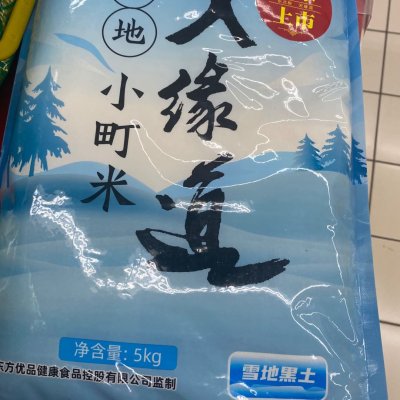 上市
地
小町米
缘道
净含量: 5kg
东方优品健康食品控股有限公司监制
雪地黑土